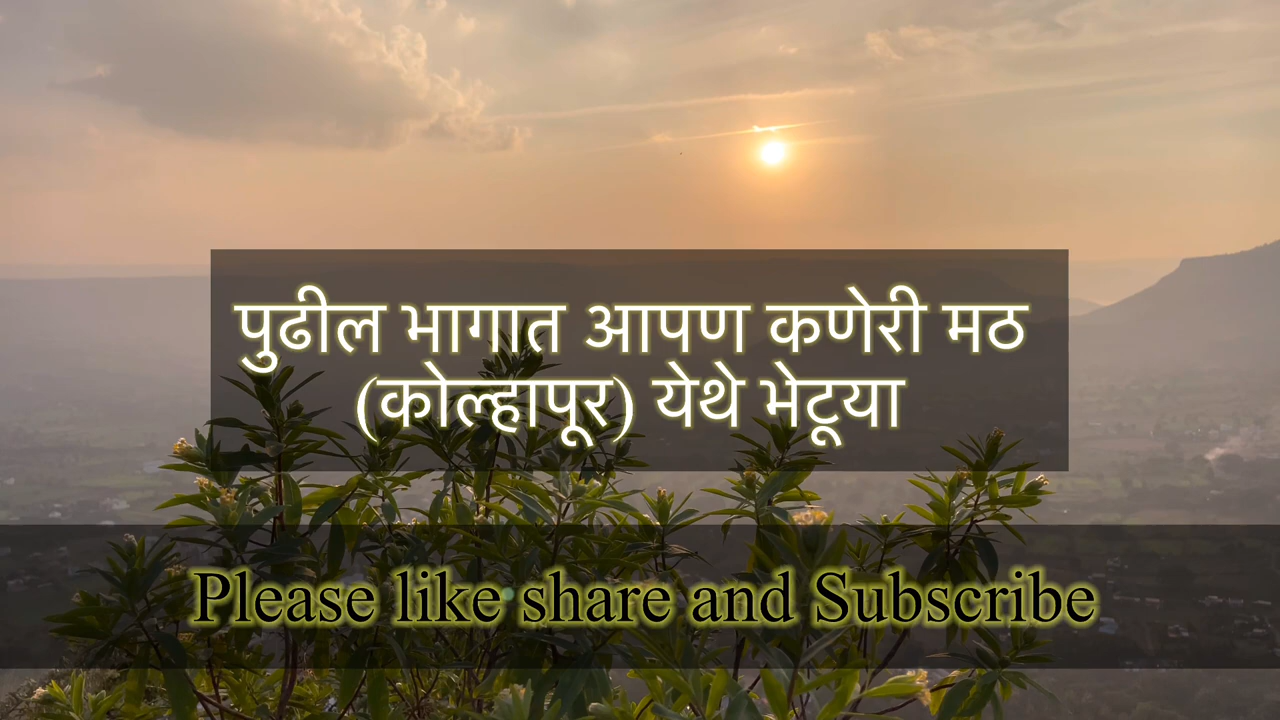 पुढील भागात आपण कणेरी मठ
(कोल्हापूर) येथे भेटूया
Please like share and Subscribe